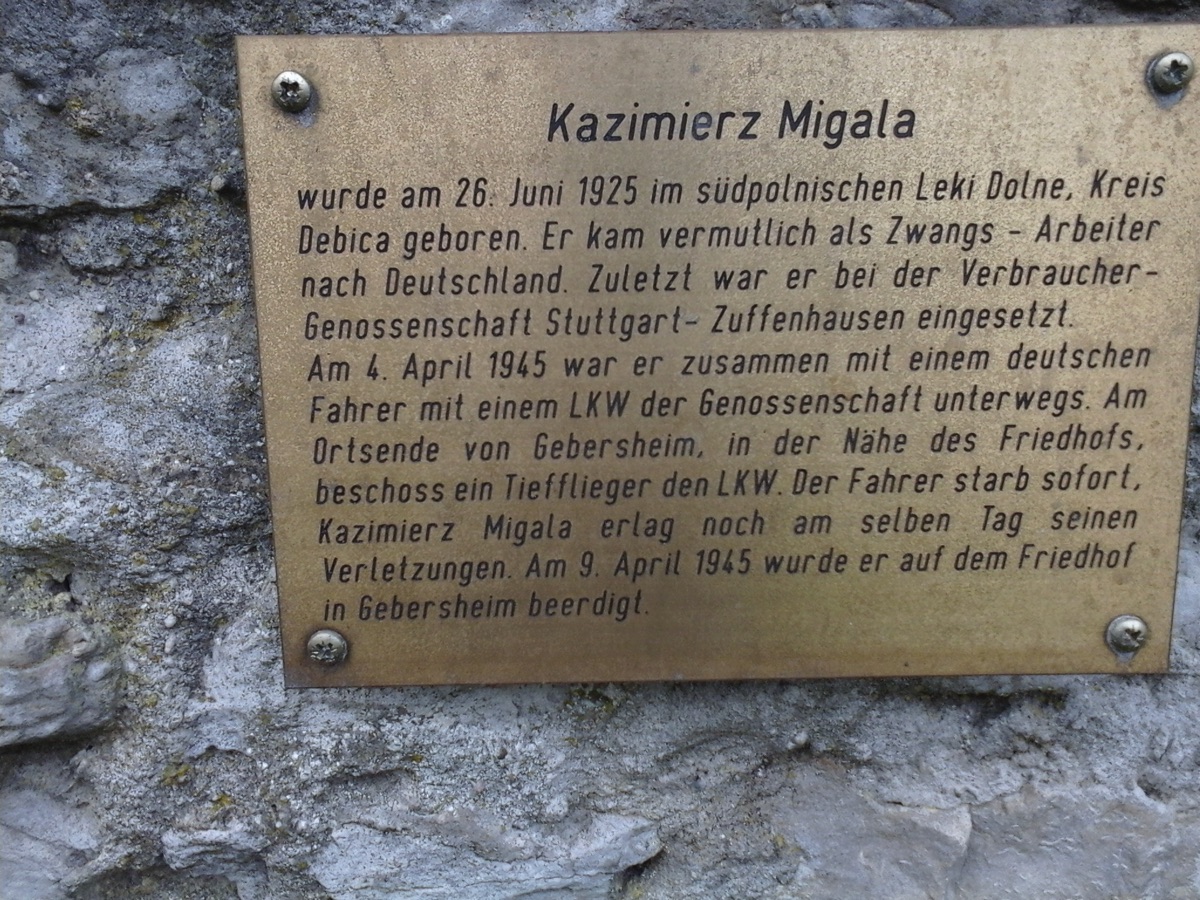 Kazimierz Migala
wurde am 26. Juni 1925 im südpolnischen Leki Dolne, Kreis
Debica geboren. Er kam vermutlich als Zwangs - Arbeiter
nach Deutschland. Zuletzt war er bei der Verbraucher-
Genossenschaft Stuttgart- Zuffenhausen eingesetzt.
Am 4. April 1945 war er zusammen mit einem deutschen
Fahrer mit einem LKW der Genossenschaft unterwegs. Am
Ortsende von Gebersheim, in der Nähe des Friedhofs,
beschoss ein Tiefflieger den LKW. Der Fahrer starb sofort,
Kazimierz Migala erlag noch am selben Tag seinen
Verletzungen. Am 9. April 1945 wurde er auf dem Friedhof
in Gebersheim beerdigt.